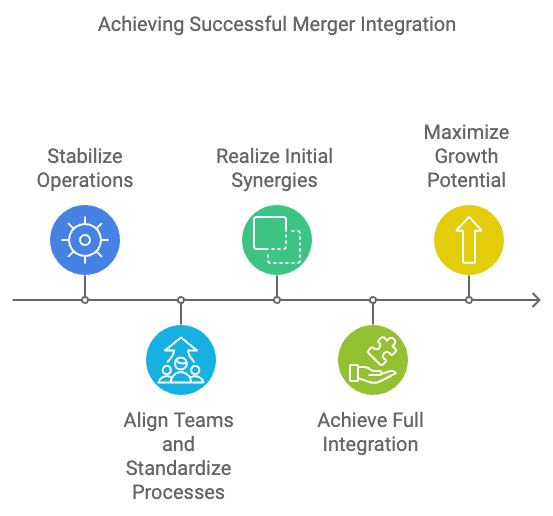 Achieving Successful Merger Integration
Stabilize
Operations
Realize Initial
Synergies
Maximize
Growth
Potential
Align Teams
and
Standardize
Processes
Achieve Full
Integration